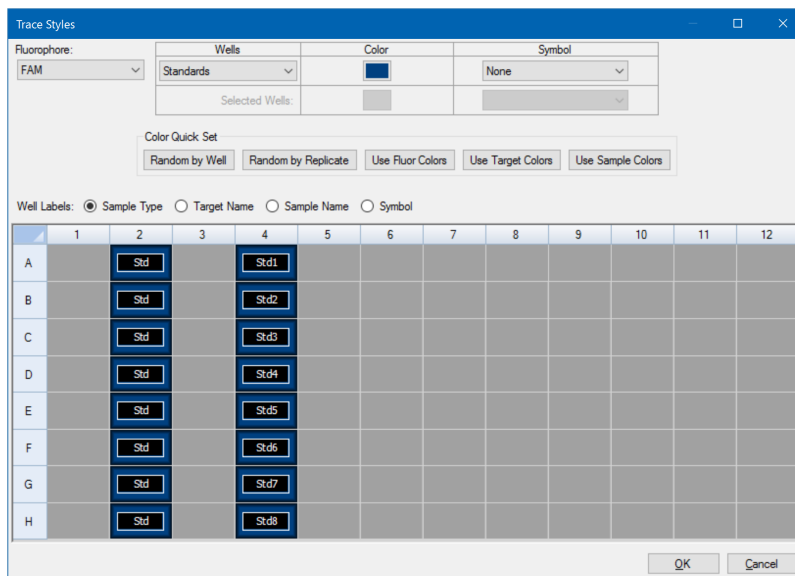 Trace Styles
Fluorophore:
Wells Color Symbol
FAM Standards None
Selected Wells:
Color Quick Set
Random by Well Random by Replicate Use Fluor Colors Use Target Colors Use Sample Colors
Well Labels: Sample Type Target Name Sample Name Symbol
1 2 3 4 5 6 7 8 9 10 11 12
A Std Std1
B Std Std2
C Std Std3
D Std Std4
E Std Std5
F Std Std6
G Std Std7
H Std Std8
OK Cancel